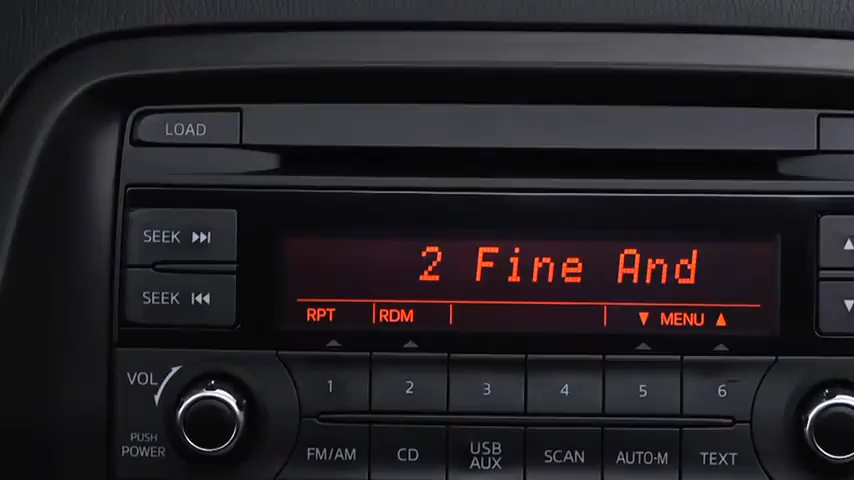 LOAD
SEEK
2 Fine And
SEEK
RPT RDM MENU
VOL
1 2 3 4 5 6
PUSH
POWER
FM/AM CD USB AUX SCAN AUTO-M TEXT